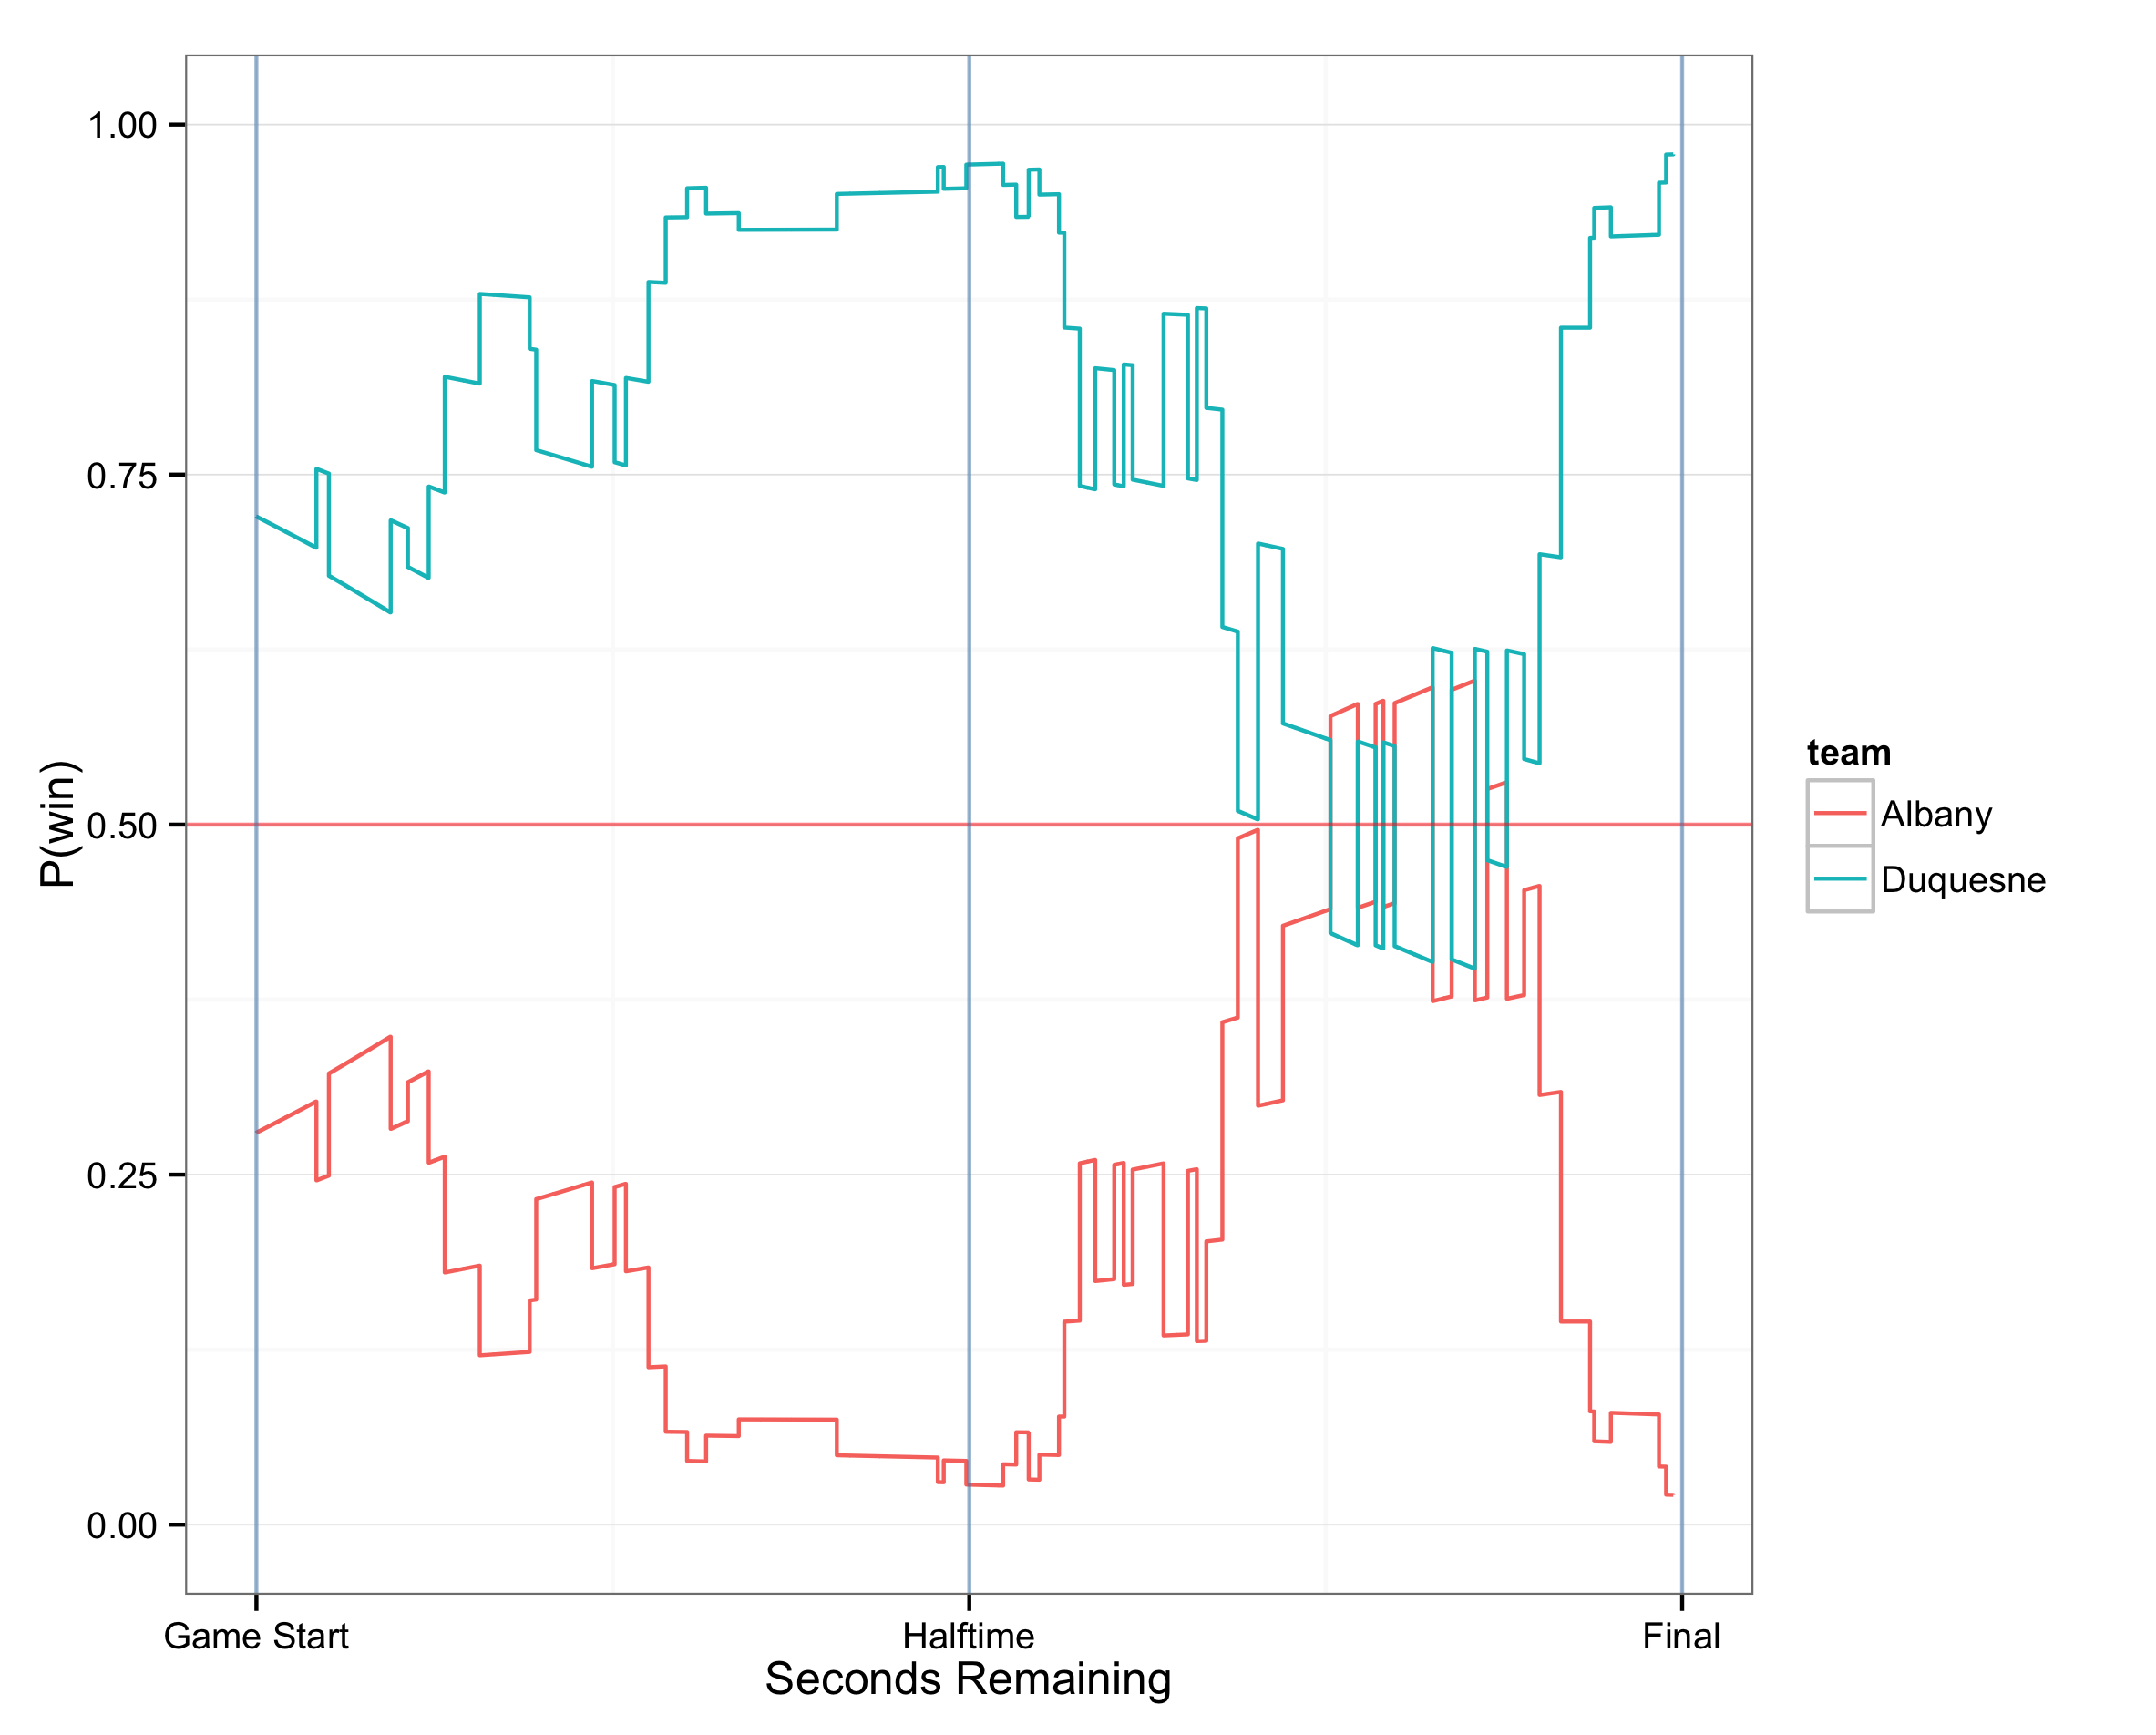 1.00
0.75
0.50
0.25
0.00
P(win)
Game Start
Halftime
Final
Seconds Remaining
team
Albany
Duquesne